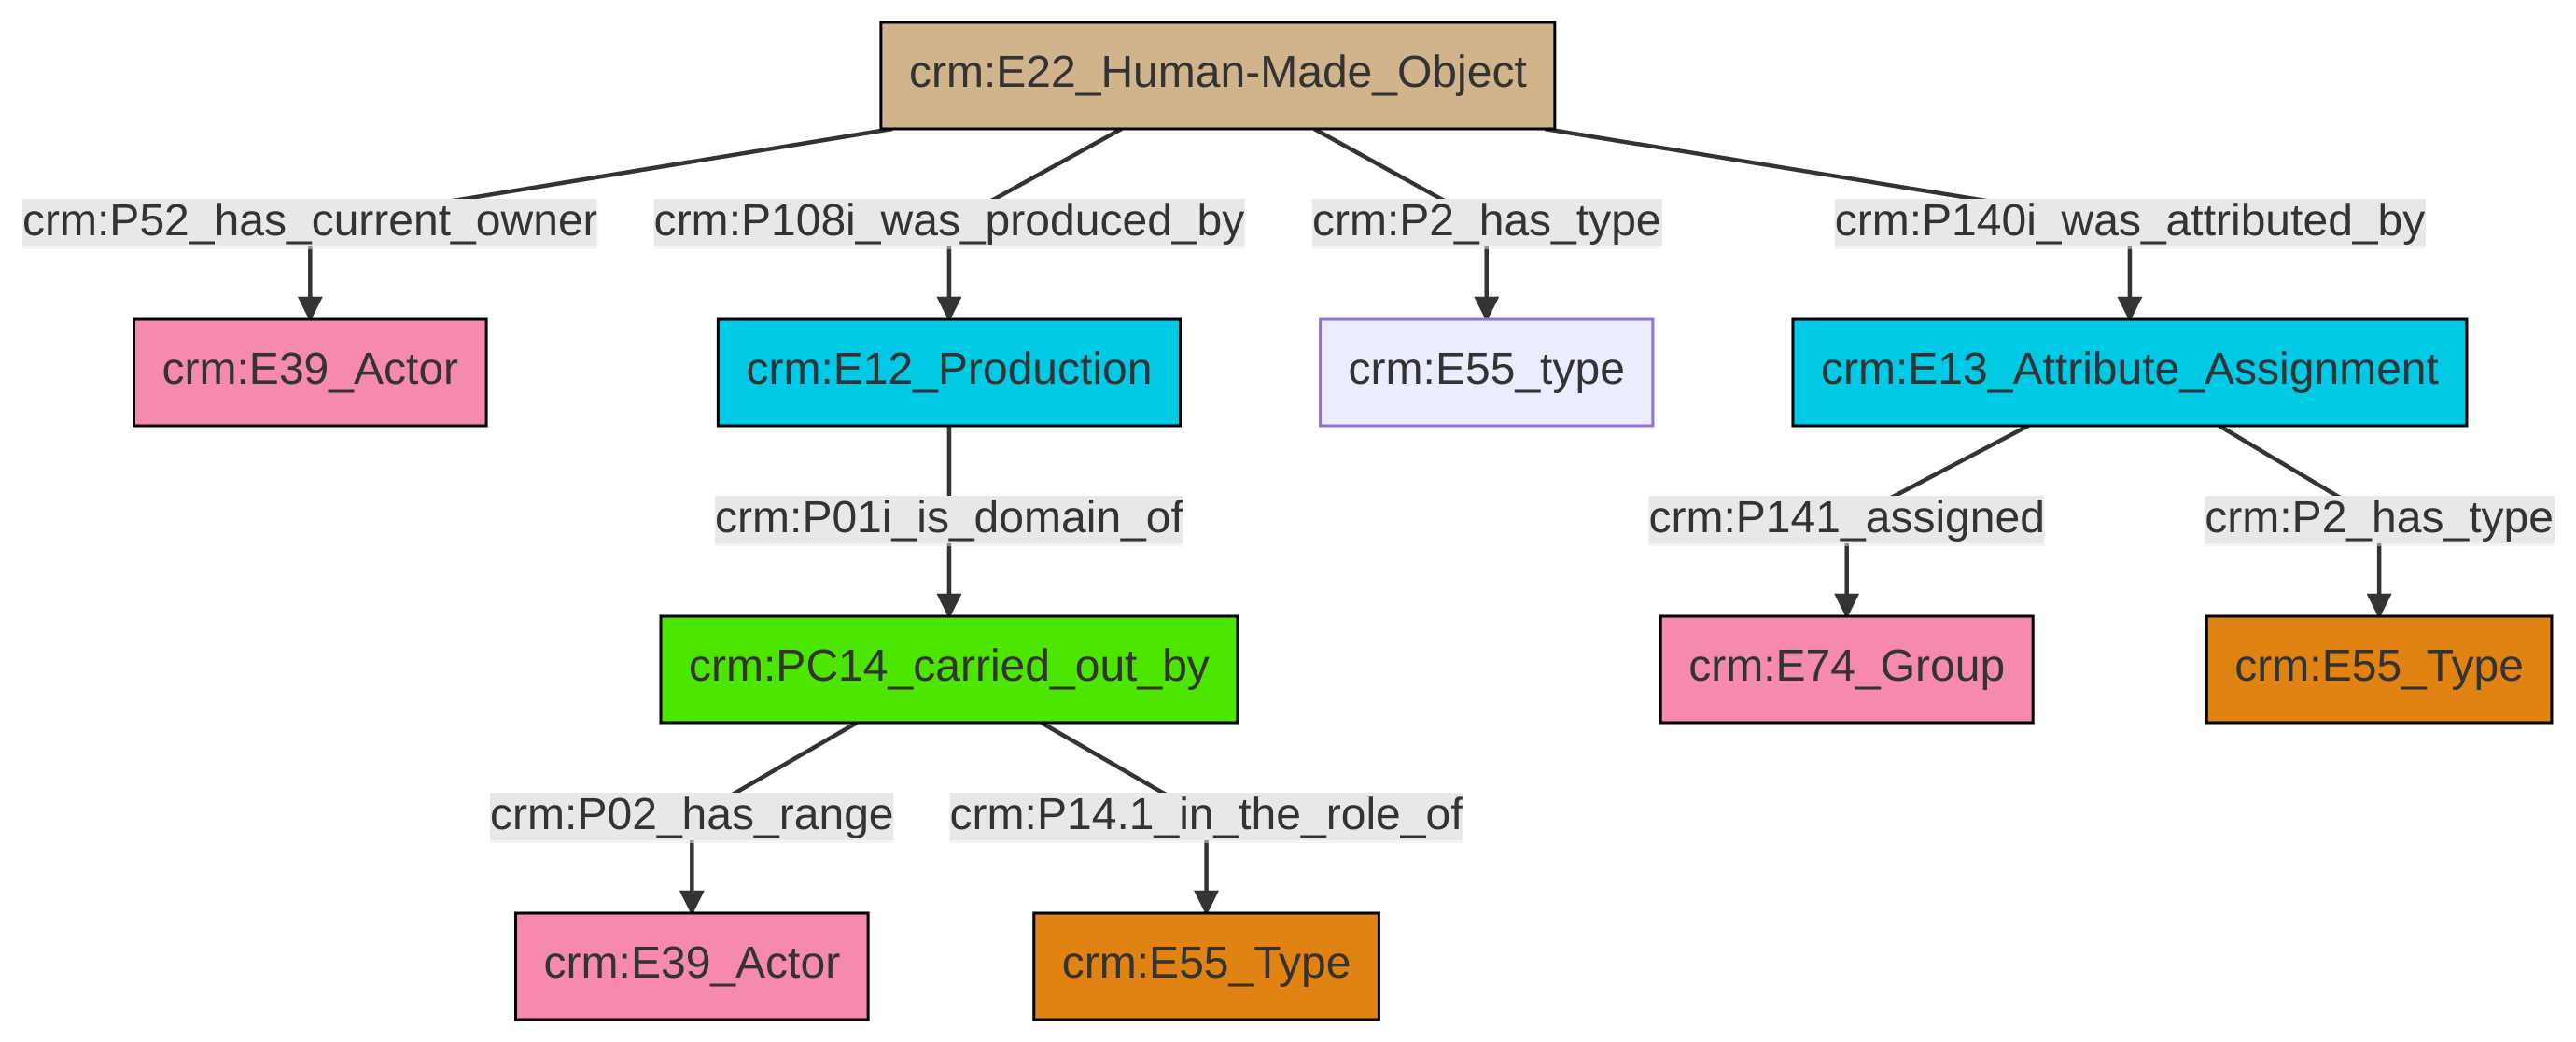 crm:E22_Human-Made_Object
crm:P52_has_current_owner
crm:P108i_was_produced_by
crm:P2_has_type
crm:P140i_was_attributed_by
crm:E39_Actor
crm:E12_Production
crm:E55_type
crm:E13_Attribute_Assignment
crm:P01i_is_domain_of
crm:P141_assigned
crm:P2_has_type
crm:PC14_carried_out_by
crm:E74_Group
crm:E55_Type
crm:P02_has_range
crm:P14.1_in_the_role_of
crm:E39_Actor
crm:E55_Type